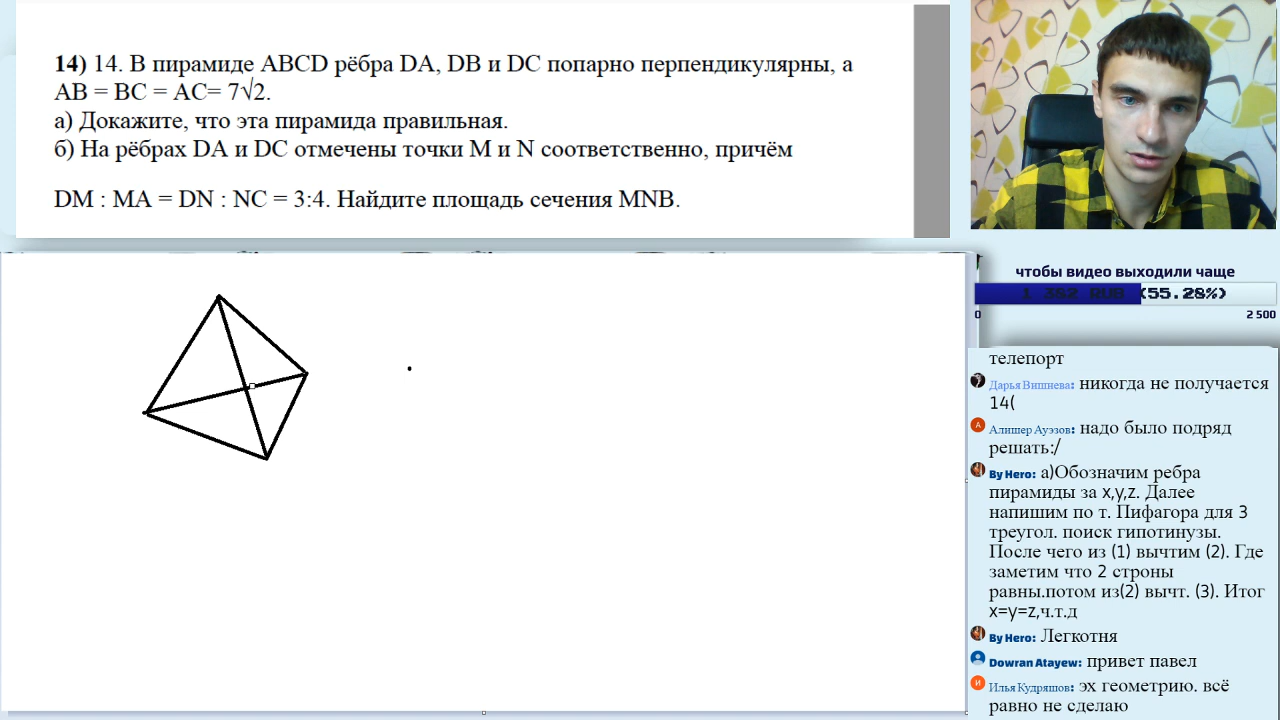 14) 14. В пирамиде ABCD рёбра DA, DB и DC попарно перпендикулярны, а
AB = BC = AC= 7√2.
а) Докажите, что эта пирамида правильная.
б) На рёбрах DA и DC отмечены точки M и N соответственно, причём
DM : MA = DN : NC = 3:4. Найдите площадь сечения MNB.
чтобы видео выходили чаще
1 382 RUB (55.28%)
0
2 500
телепорт
Дарья Вишнева: никогда не получается
14(
А
Алишер Ауэзов: надо было подряд
решать:/
By Hero: а)Обозначим ребра
пирамиды за x,y,z. Далее
напишим по т. Пифагора для 3
треугол. поиск гипотинузы.
После чего из (1) вычтим (2). Где
заметим что 2 строны
равны.потом из(2) вычт. (3). Итог
x=y=z,ч.т.д
By Hero: Легкотня
Dowran Atayew: привет павел
И
Илья Кудряшов: эх геометрию. всё
равно не сделаю